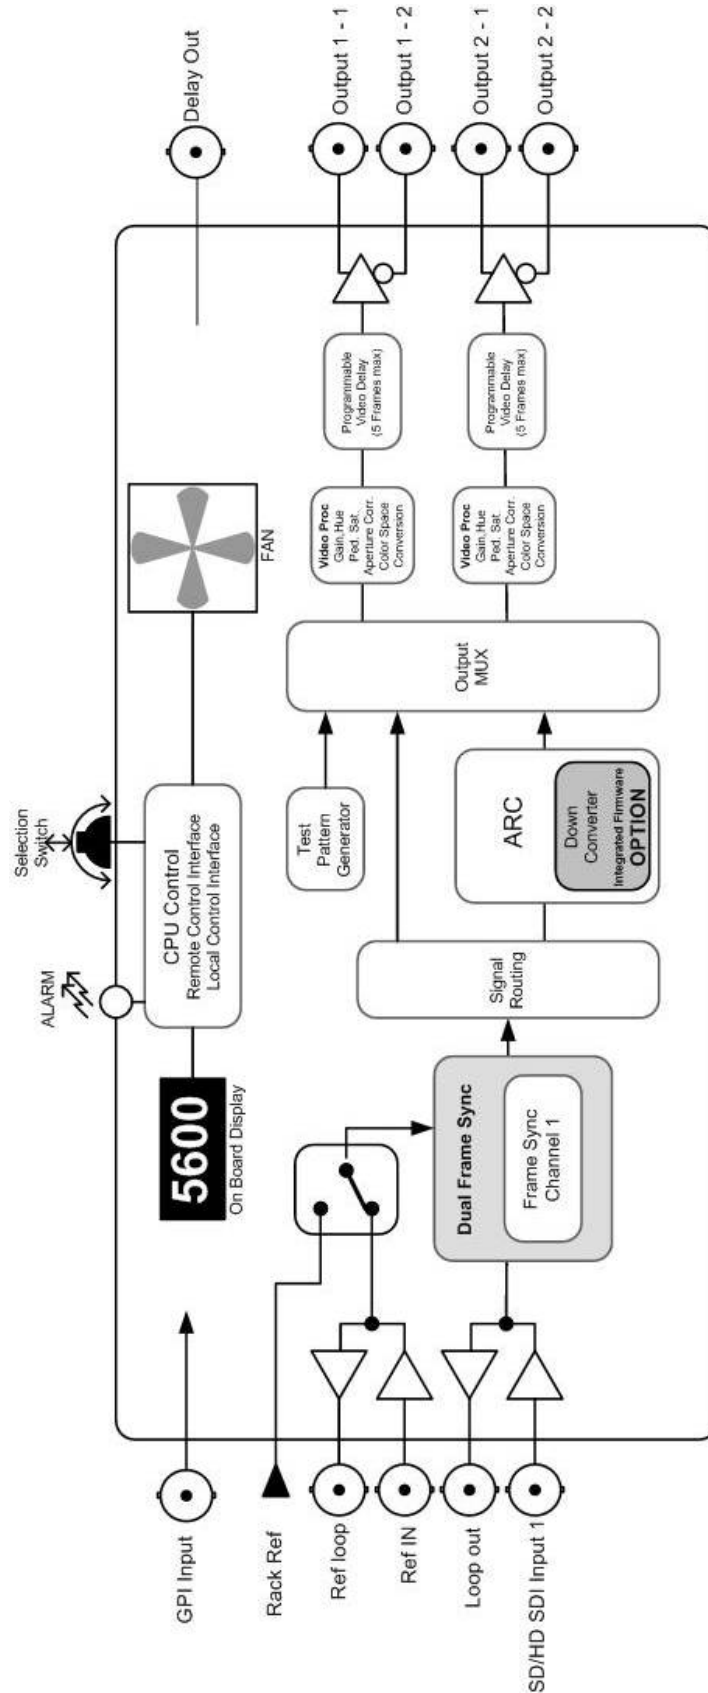 Selection
Switch
ALARM
Delay Out
5600
On Board Display
CPU Control
Remote Control Interface
Local Control Interface
FAN
GPI Input
Rack Ref
Ref loop
Ref IN
Loop out
SD/HD SDI Input 1
Dual Frame Sync
Frame Sync
Channel 1
Signal
Routing
Test
Pattern
Generator
ARC
Down
Converter
Integrated Firmware
OPTION
Output
MUX
Video Proc
Gain,Hue
Ped. Sat.
Aperture Corr.
Color Space
Conversion
Programmable
Video Delay
(5 Frames max)
Video Proc
Gain,Hue
Ped. Sat.
Aperture Corr.
Color Space
Conversion
Programmable
Video Delay
(5 Frames max)
Output 1 - 1
Output 1 - 2
Output 2 - 1
Output 2 - 2